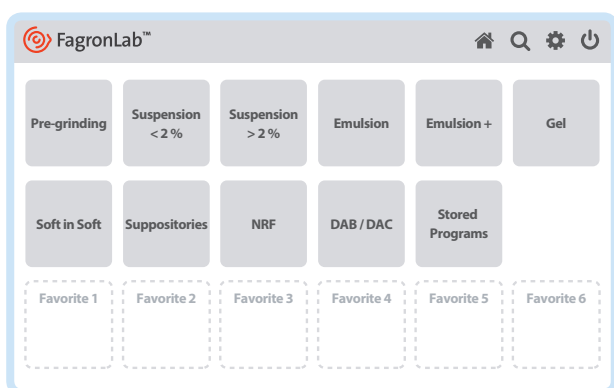 FagronLab™
Pre-grinding
Suspension
< 2 %
Suspension
> 2 %
Emulsion
Emulsion +
Gel
Soft in Soft
Suppositories
NRF
DAB / DAC
Stored
Programs
Favorite 1
Favorite 2
Favorite 3
Favorite 4
Favorite 5
Favorite 6